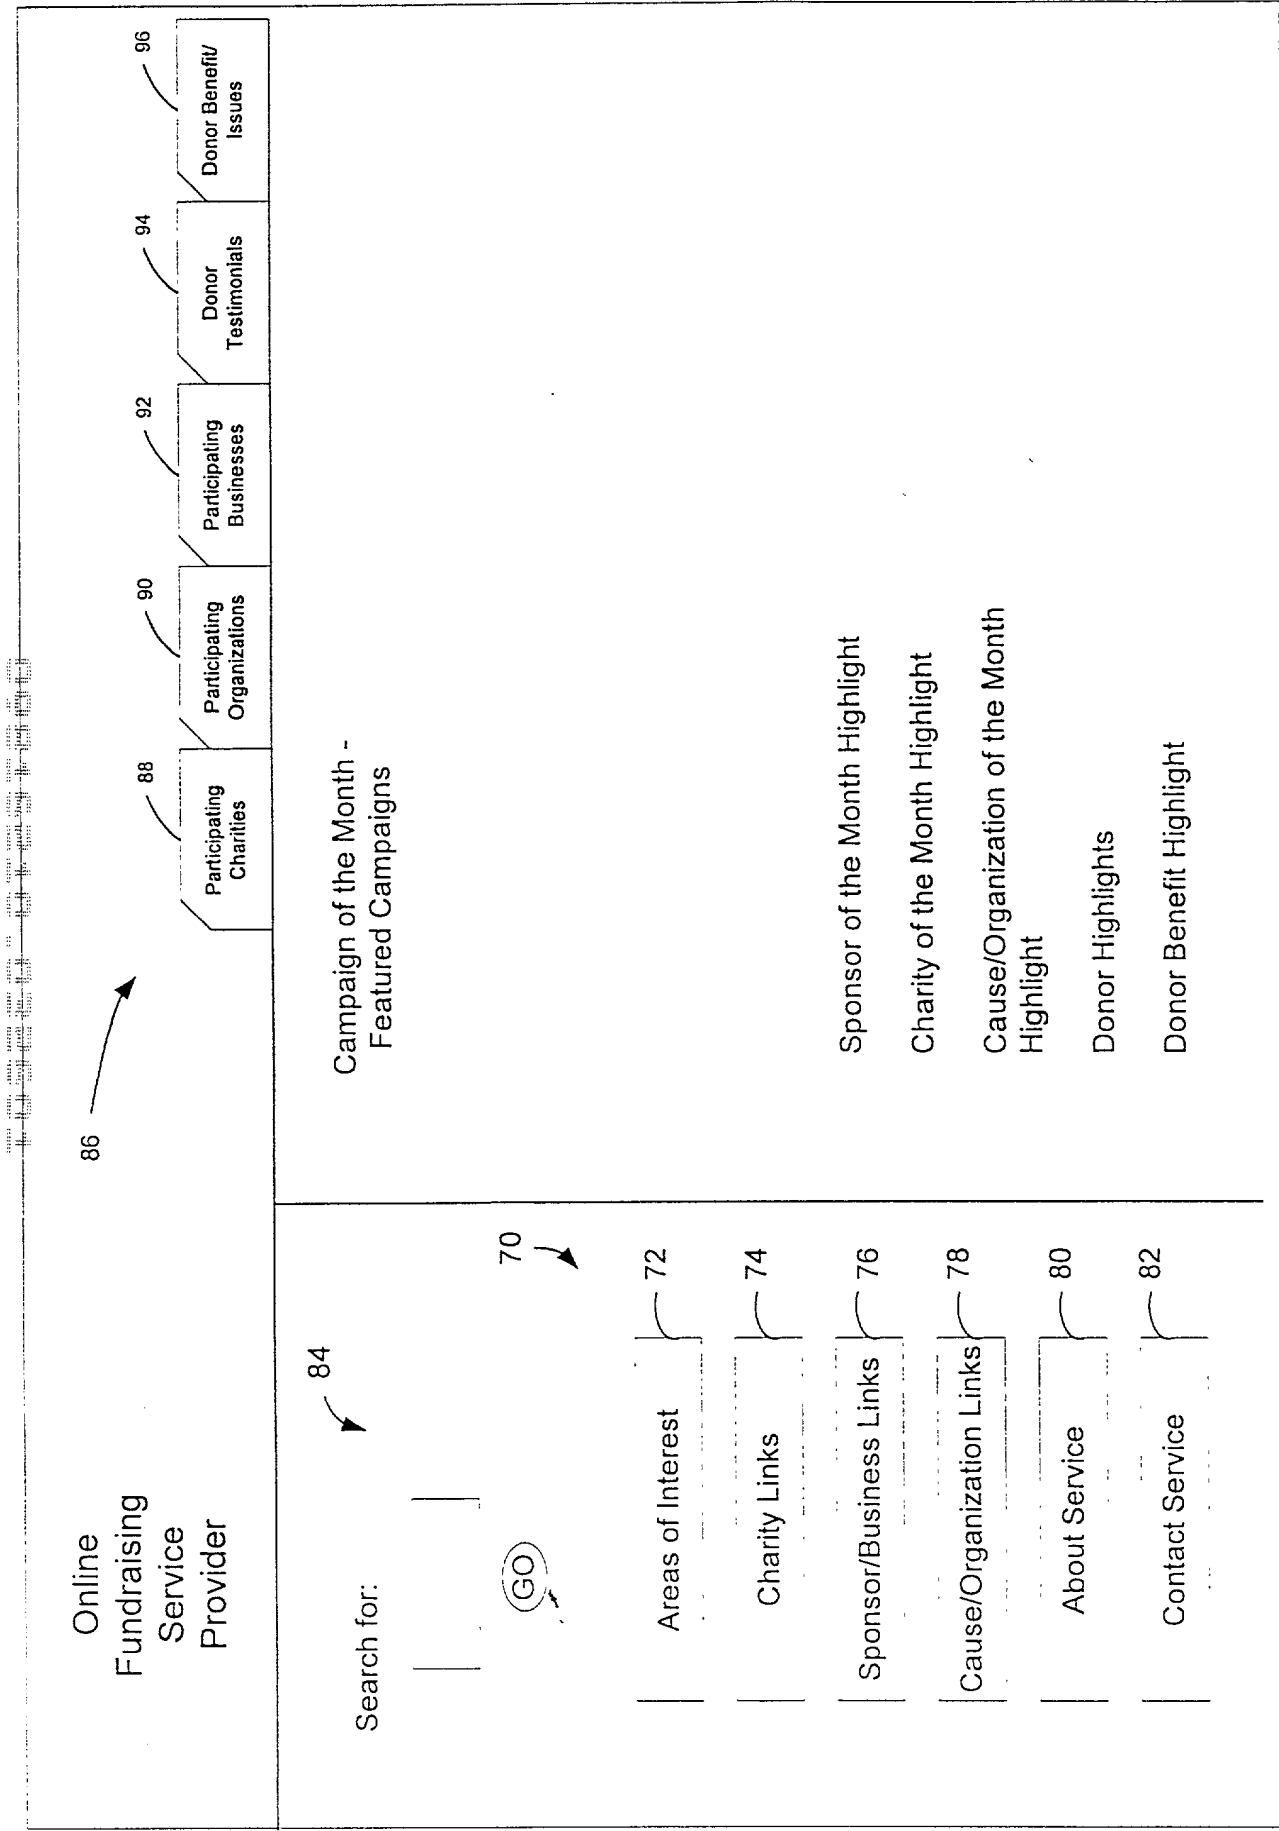 Online
Fundraising
Service
Provider
86
88
90
92
94
96
Participating
Charities
Participating
Organizations
Participating
Businesses
Donor
Testimonials
Donor Benefit/
Issues
Search for:
84
GO
70
Areas of Interest
72
Charity Links
74
Sponsor/Business Links
76
Cause/Organization Links
78
About Service
80
Contact Service
82
Campaign of the Month -
Featured Campaigns
Sponsor of the Month Highlight
Charity of the Month Highlight
Cause/Organization of the Month
Highlight
Donor Highlights
Donor Benefit Highlight